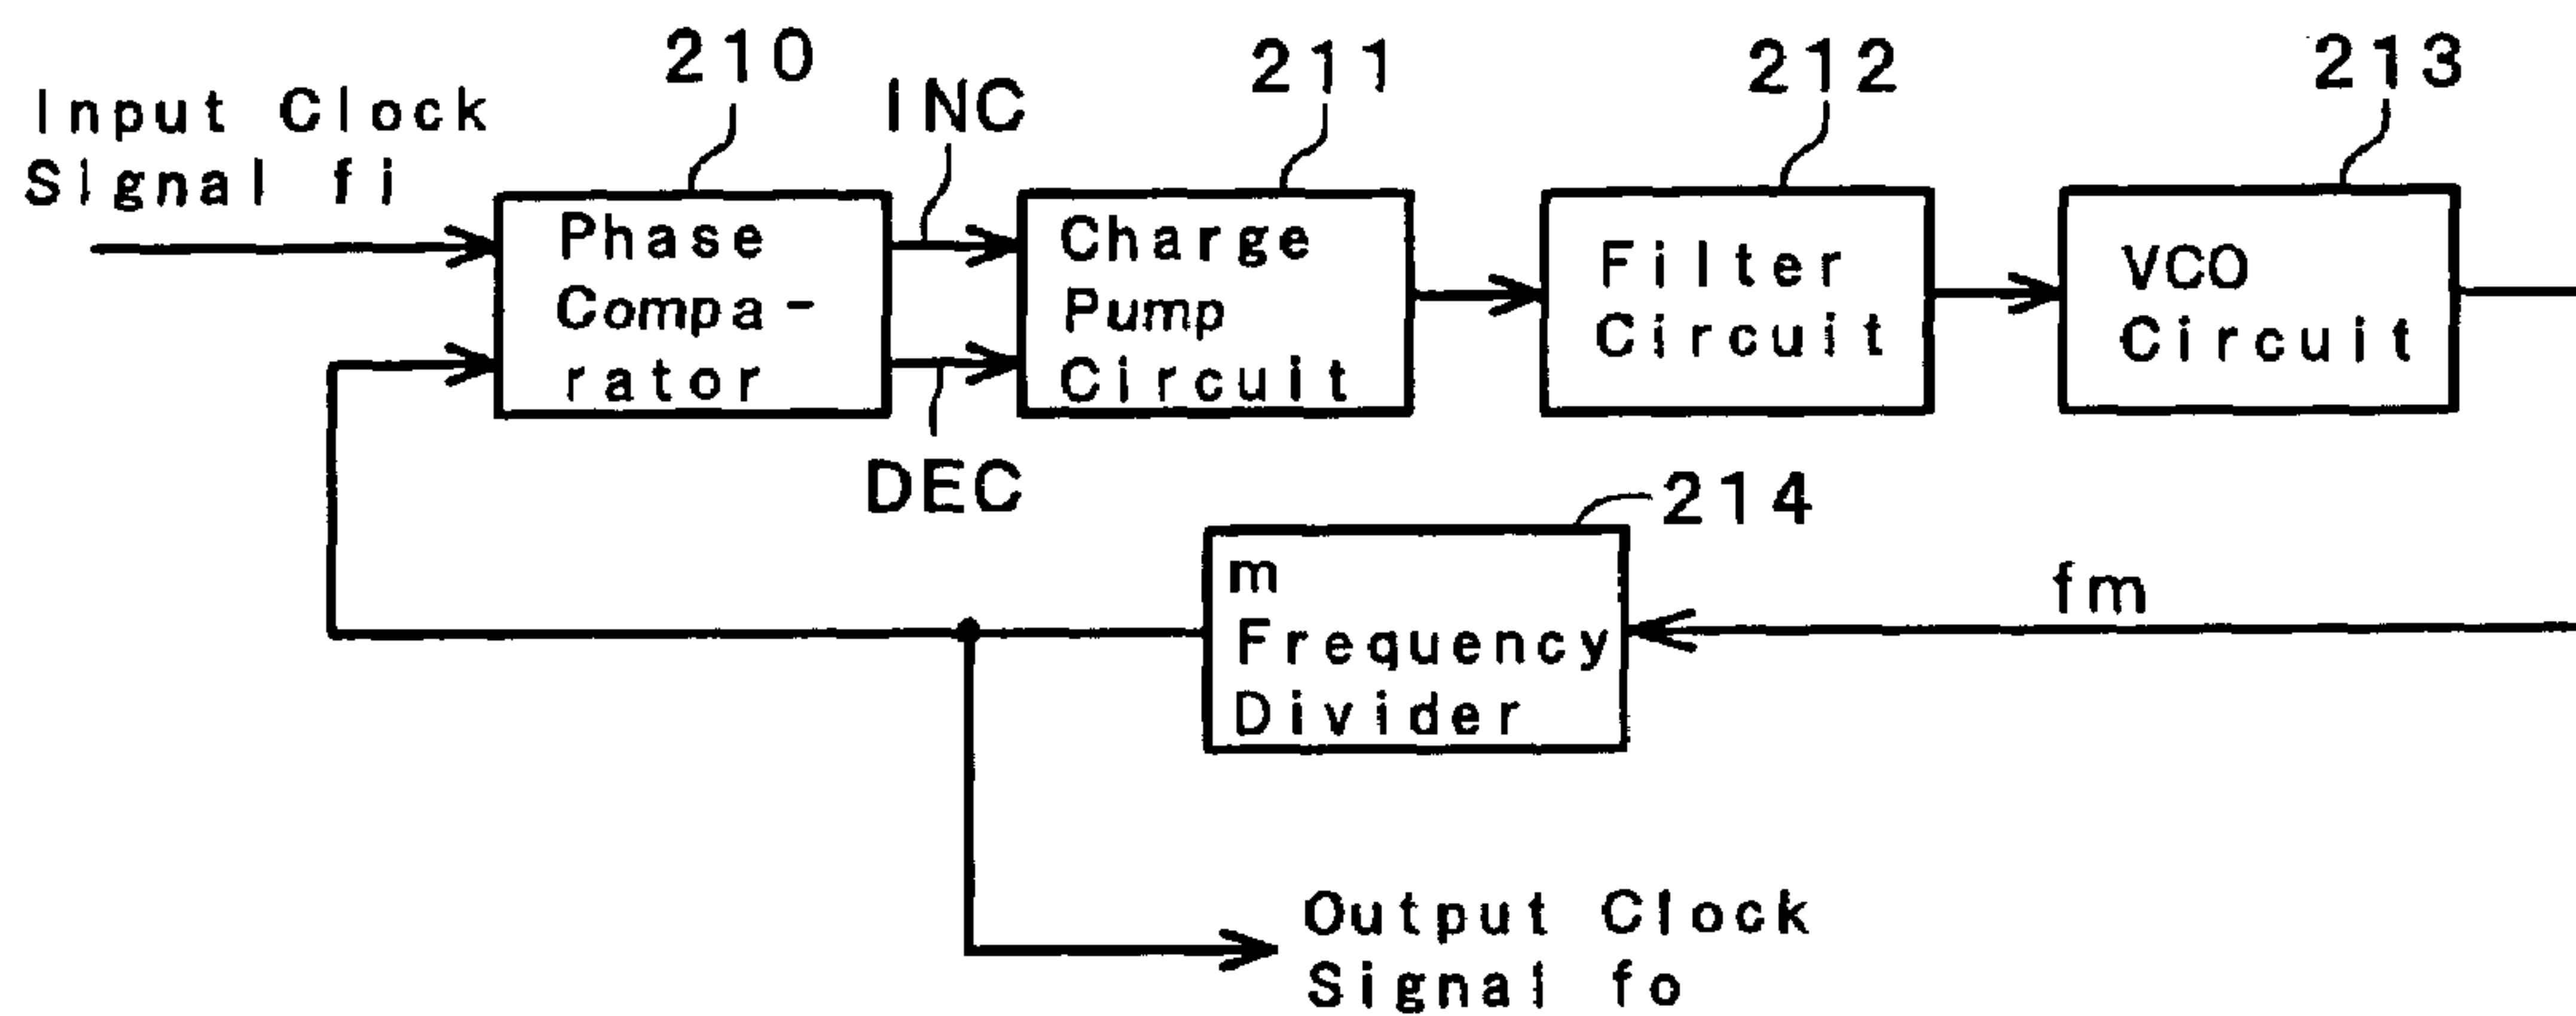 210
211
212
213
Input Clock
Signal fi
INC
Phase
Compa-
rator
Charge
Pump
Circuit
Filter
Circuit
VCO
Circuit
DEC
214
m
Frequency
Divider
fm
Output Clock
Signal fo